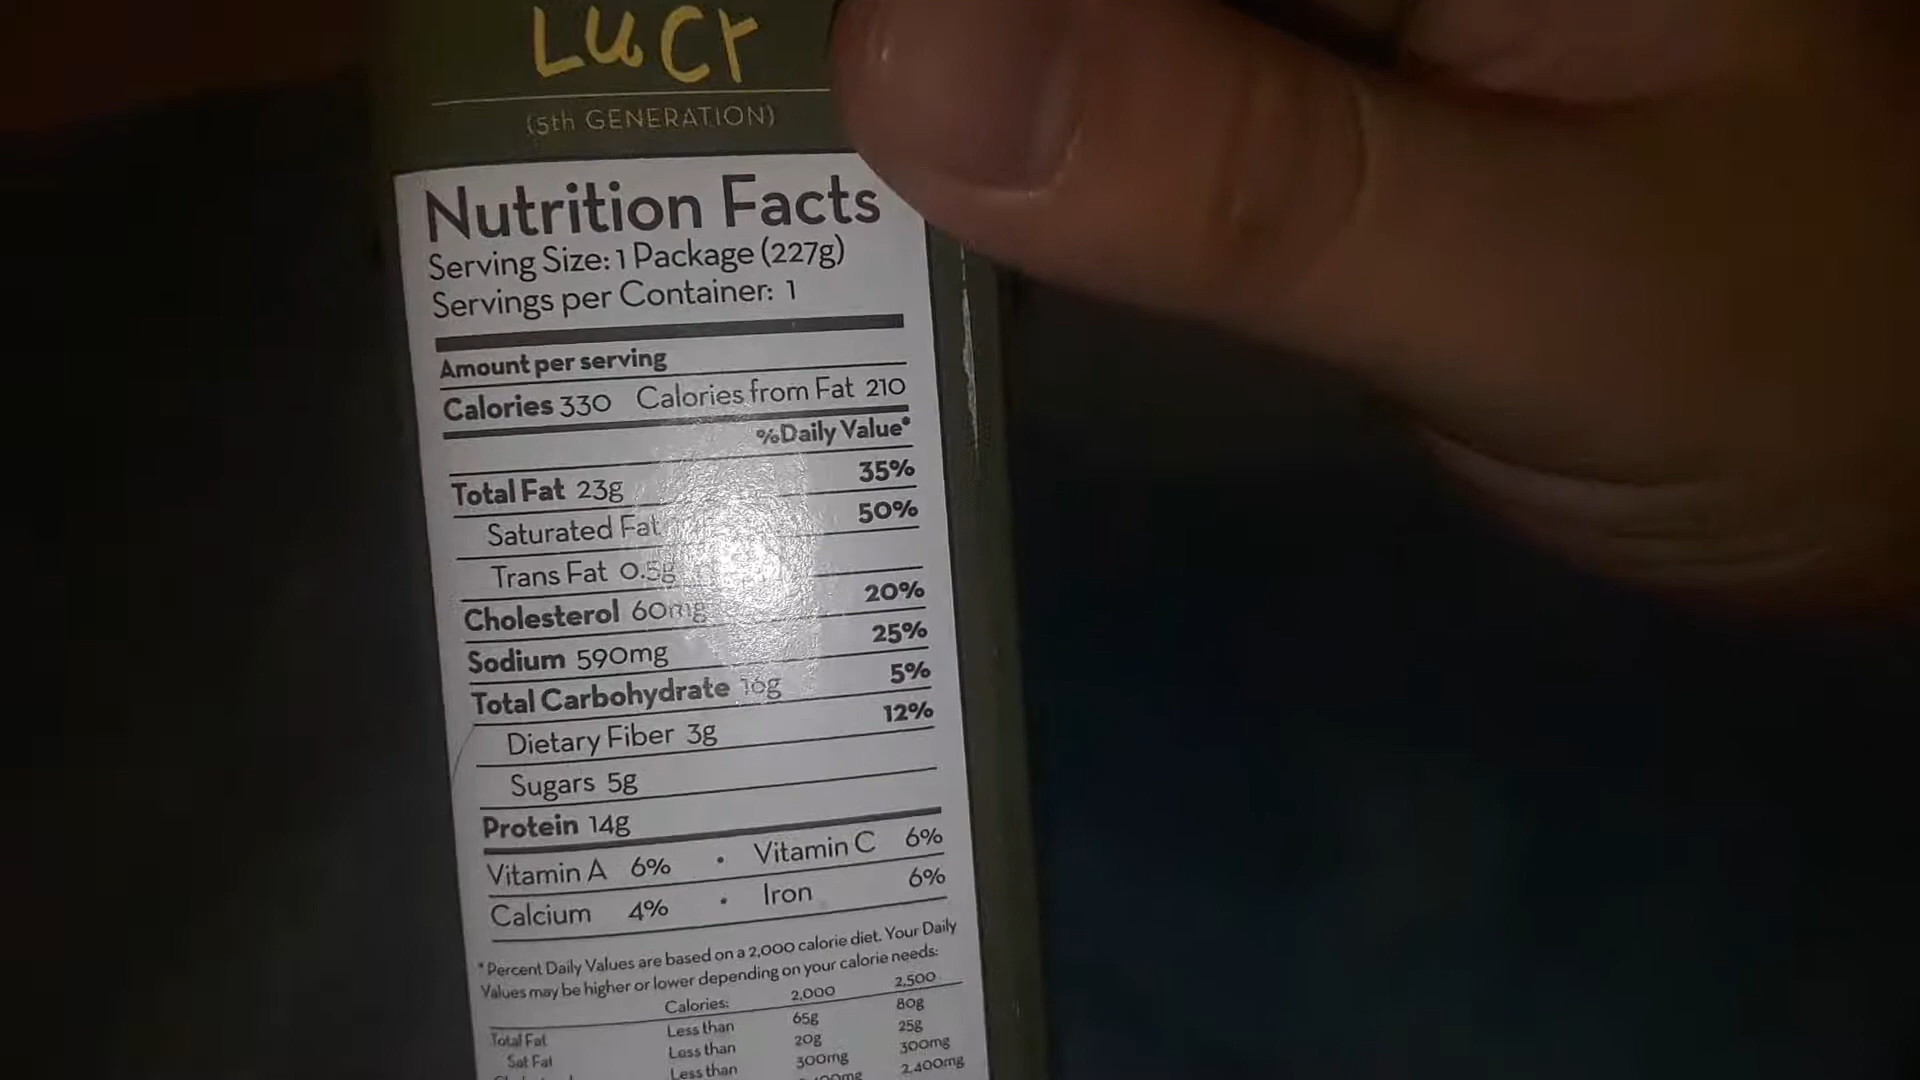 LUCY
(5th GENERATION)
Nutrition Facts
Serving Size: 1 Package (227g)
Servings per Container: 1
Amount per serving
Calories 330 Calories from Fat 210
%Daily Value*
Total Fat 23g 35%
Saturated Fat 50%
Trans Fat 0.5g
Cholesterol 60mg 20%
Sodium 590mg 25%
Total Carbohydrate 16g 5%
Dietary Fiber 3g 12%
Sugars 5g
Protein 14g
Vitamin A 6% • Vitamin C 6%
Calcium 4% • Iron 6%
*Percent Daily Values are based on a 2,000 calorie diet. Your Daily
Values may be higher or lower depending on your calorie needs:
Calories: 2,000 2,500
Total Fat Less than 65g 80g
Sat Fat Less than 20g 25g
Less than 300mg 300mg
2,400mg